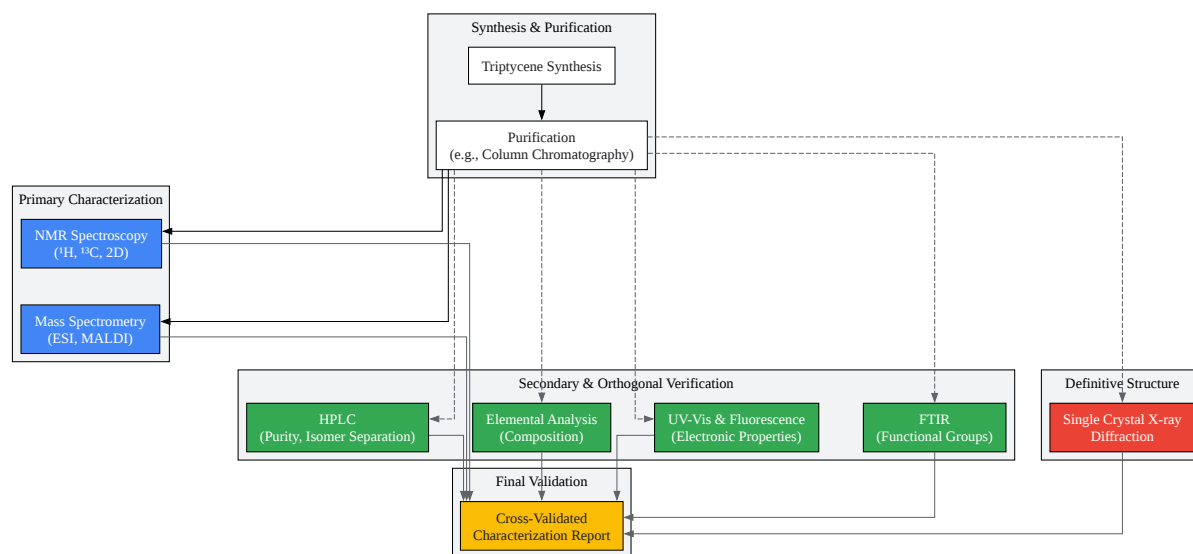 Synthesis & Purification
Triptycene Synthesis
Purification
(e.g., Column Chromatography)
Primary Characterization
NMR Spectroscopy
(¹H, ¹³C, 2D)
Mass Spectrometry
(ESI, MALDI)
Secondary & Orthogonal Verification
HPLC
(Purity, Isomer Separation)
Elemental Analysis
(Composition)
UV-Vis & Fluorescence
(Electronic Properties)
FTIR
(Functional Groups)
Definitive Structure
Single Crystal X-ray
Diffraction
Final Validation
Cross-Validated
Characterization Report